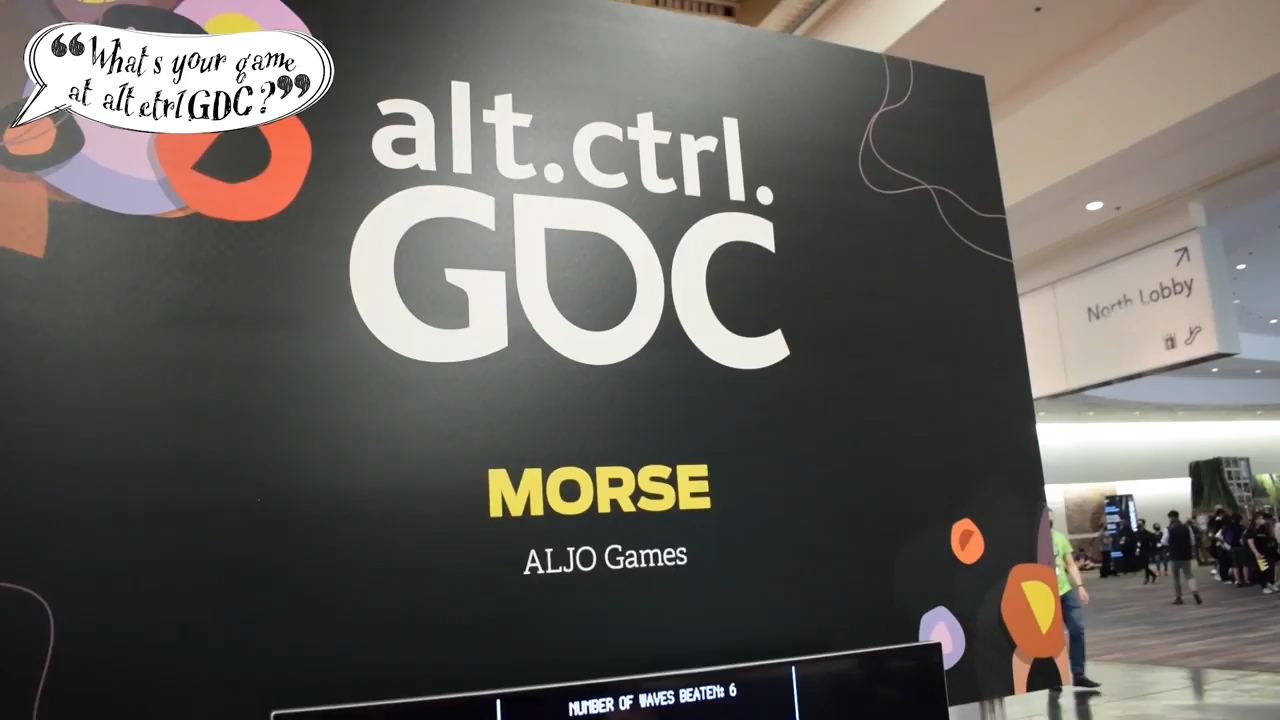 “What's your game
at alt ctrl GDC?”
alt.ctrl.
GDC
North Lobby
MORSE
ALJO Games
NUMBER OF WAVES BEATEN: 6